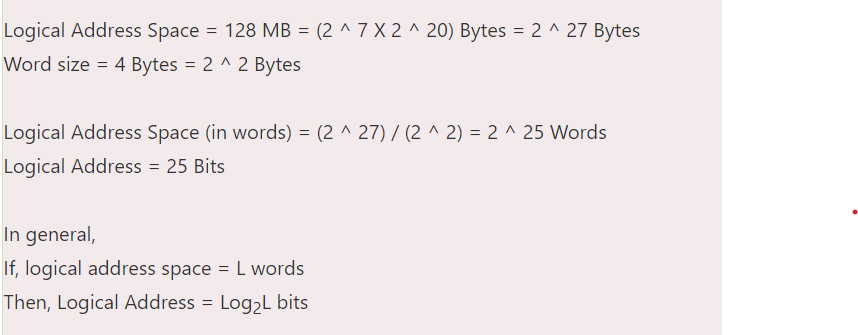 Logical Address Space = 128 MB = (2 ^ 7 X 2 ^ 20) Bytes = 2 ^ 27 Bytes
Word size = 4 Bytes = 2 ^ 2 Bytes
Logical Address Space (in words) = (2 ^ 27) / (2 ^ 2) = 2 ^ 25 Words
Logical Address = 25 Bits
In general,
If, logical address space = L words
Then, Logical Address = Log₂L bits